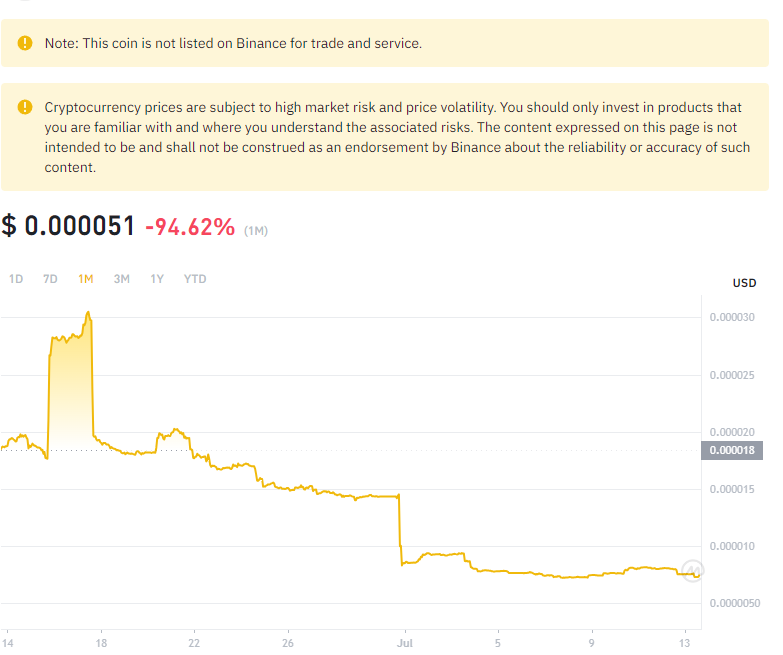 Note: This coin is not listed on Binance for trade and service.
Cryptocurrency prices are subject to high market risk and price volatility. You should only invest in products that
you are familiar with and where you understand the associated risks. The content expressed on this page is not
intended to be and shall not be construed as an endorsement by Binance about the reliability or accuracy of such
content.
$ 0.000051 -94.62% (1M)
1D 7D 1M 3M 1Y YTD
USD
0.000030
0.000025
0.000020
0.000018
0.000015
0.000010
0.0000050
14 18 22 26 Jul 5 9 13